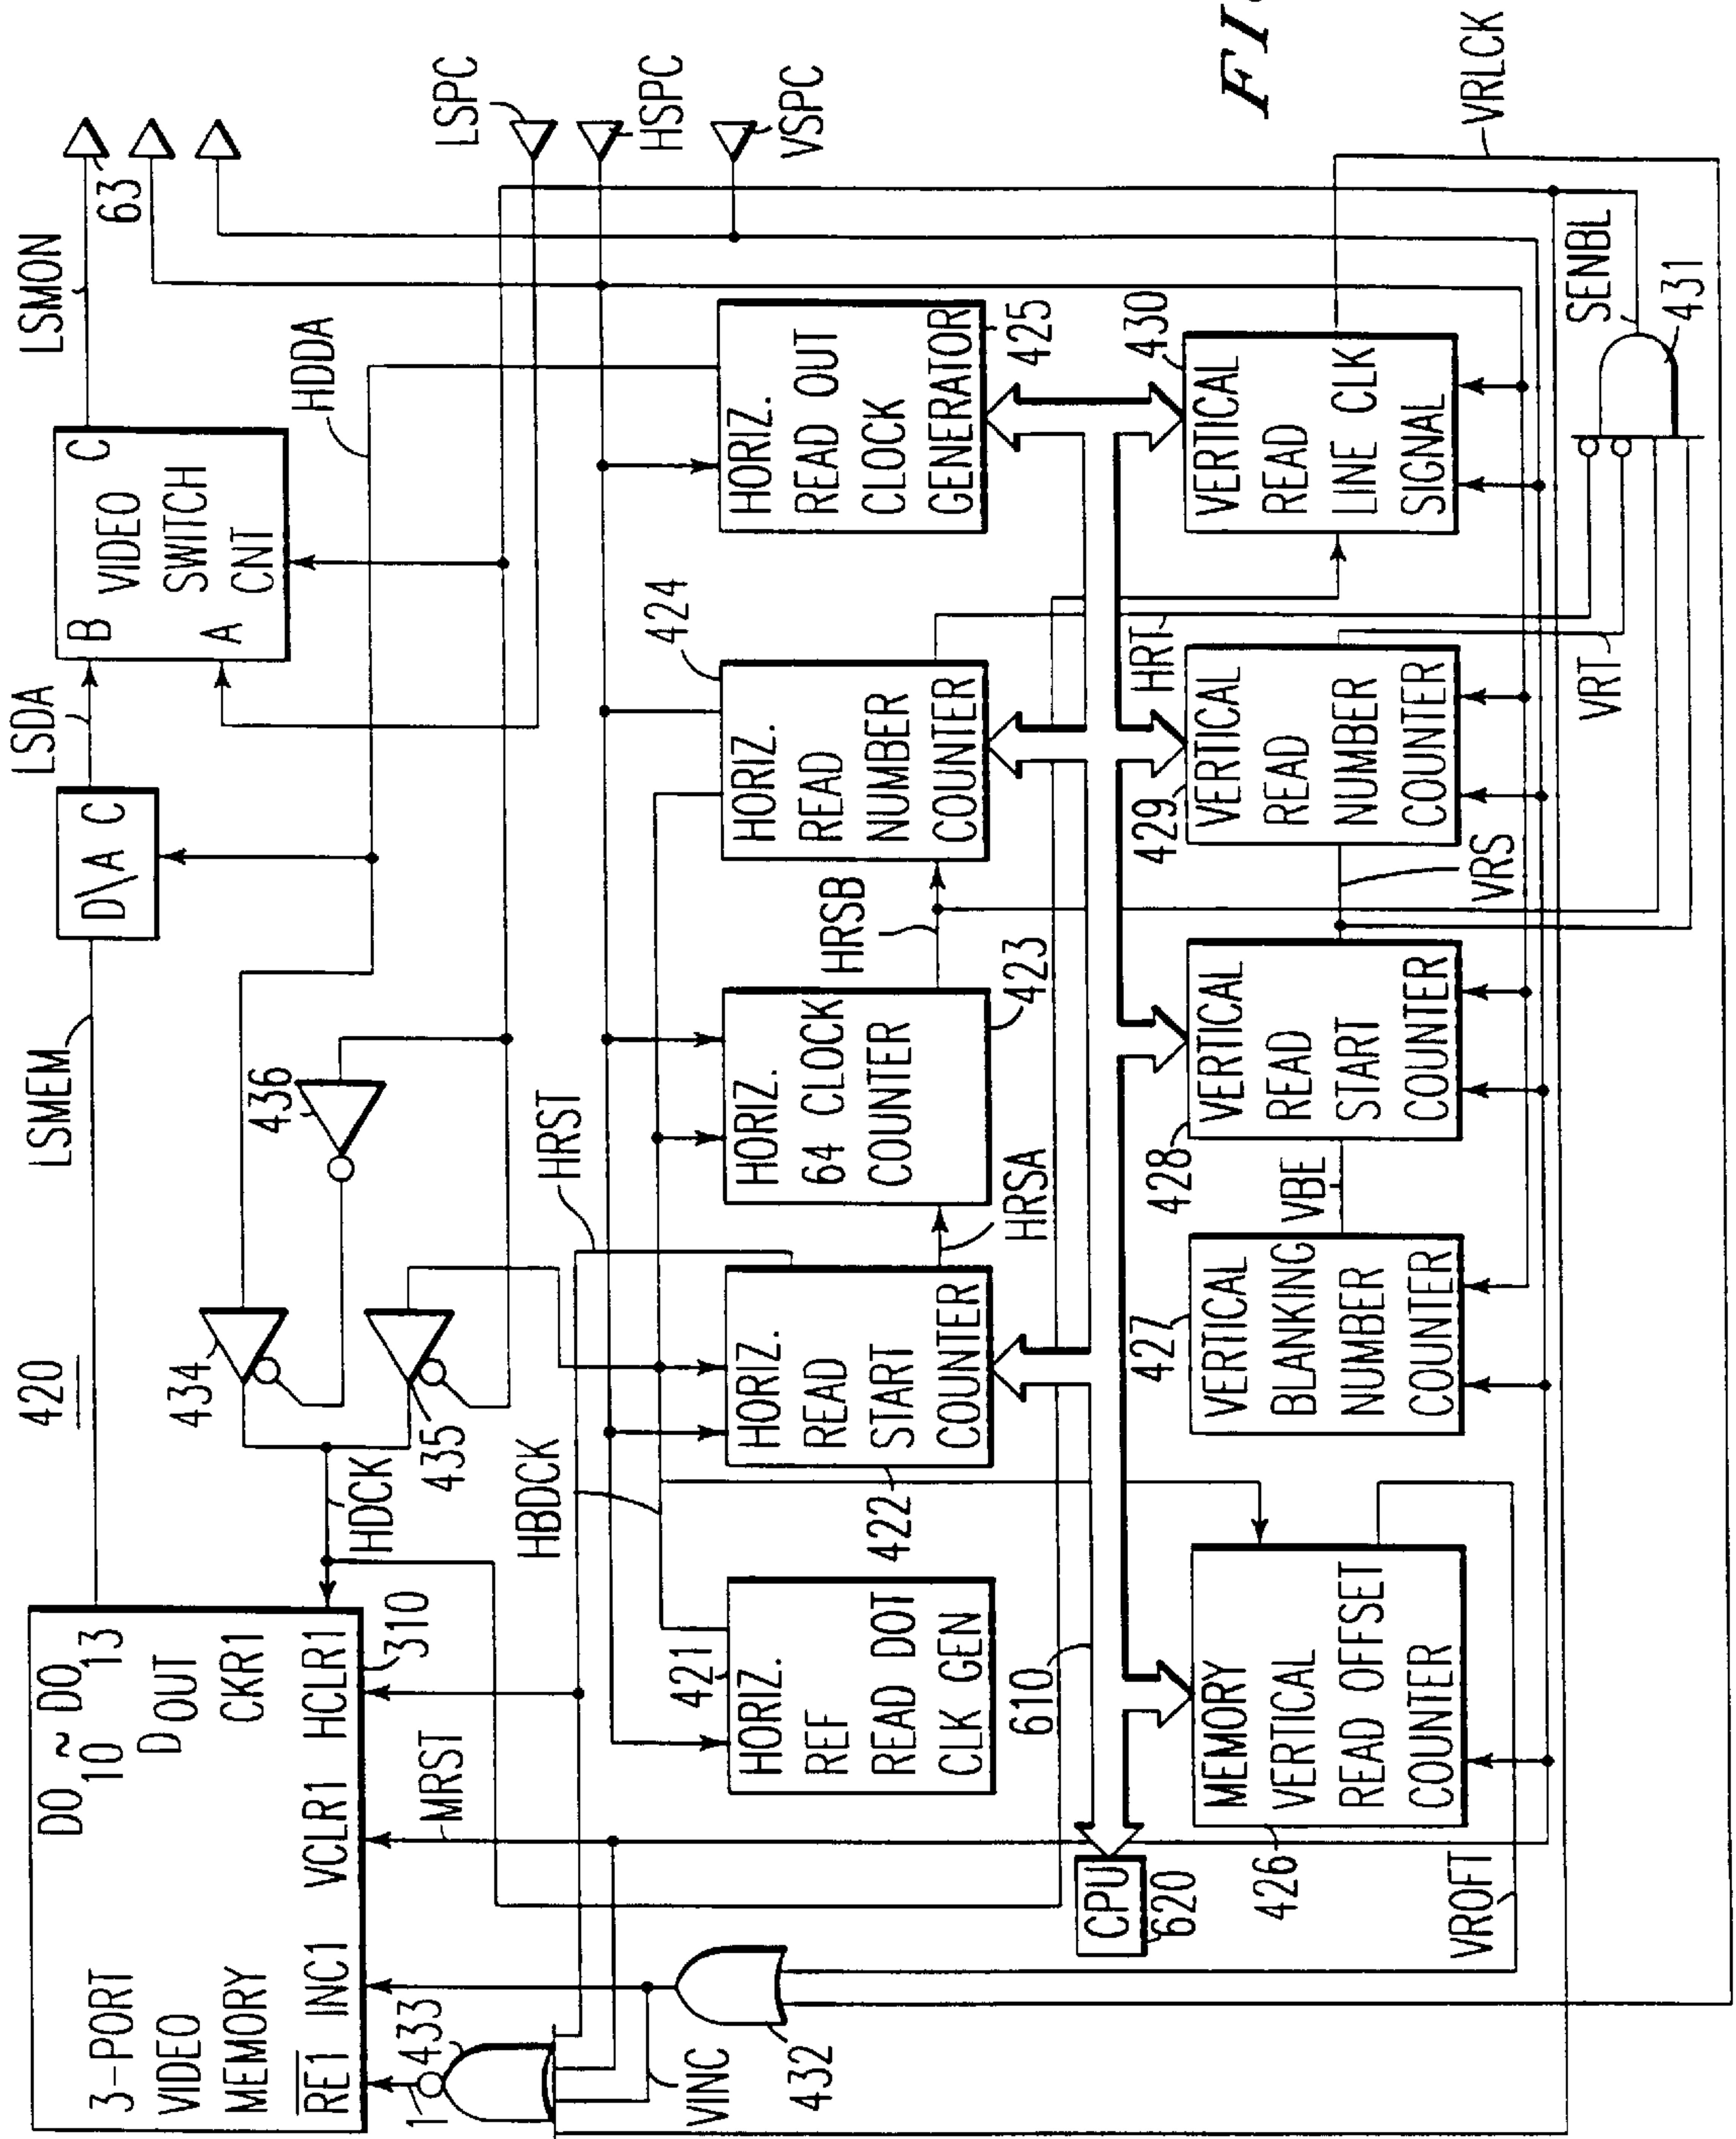 420
3-PORT
VIDEO
MEMORY
DO10 ~ DO13
DOUT
CKR1
RE1 INC1 VCLR1 HCLR1
310
LSMEM
D\A C
LSDA
B C
VIDEO
SWITCH
A CNT
LSMON
63
HDDA
434
436
435
HDCK
LSPC
HSPC
VSPC
1
433
VINC
432
MRST
HBDCK
HRST
421
HORIZ.
REF
READ DOT
CLK GEN
422
HORIZ.
READ
START
COUNTER
HRSA
HORIZ.
64 CLOCK
COUNTER
423
HRSB
424
HORIZ.
READ
NUMBER
COUNTER
HORIZ.
READ OUT
CLOCK
GENERATOR
425
610
CPU
620
MEMORY
VERTICAL
READ OFFSET
COUNTER
426
VROFT
427
VERTICAL
BLANKING
NUMBER
COUNTER
VBE
428
VERTICAL
READ
START
COUNTER
VRS
429
VERTICAL
READ
NUMBER
COUNTER
HRT
VRT
430
VERTICAL
READ
LINE CLK
SIGNAL
SENBL
431
VRLCK